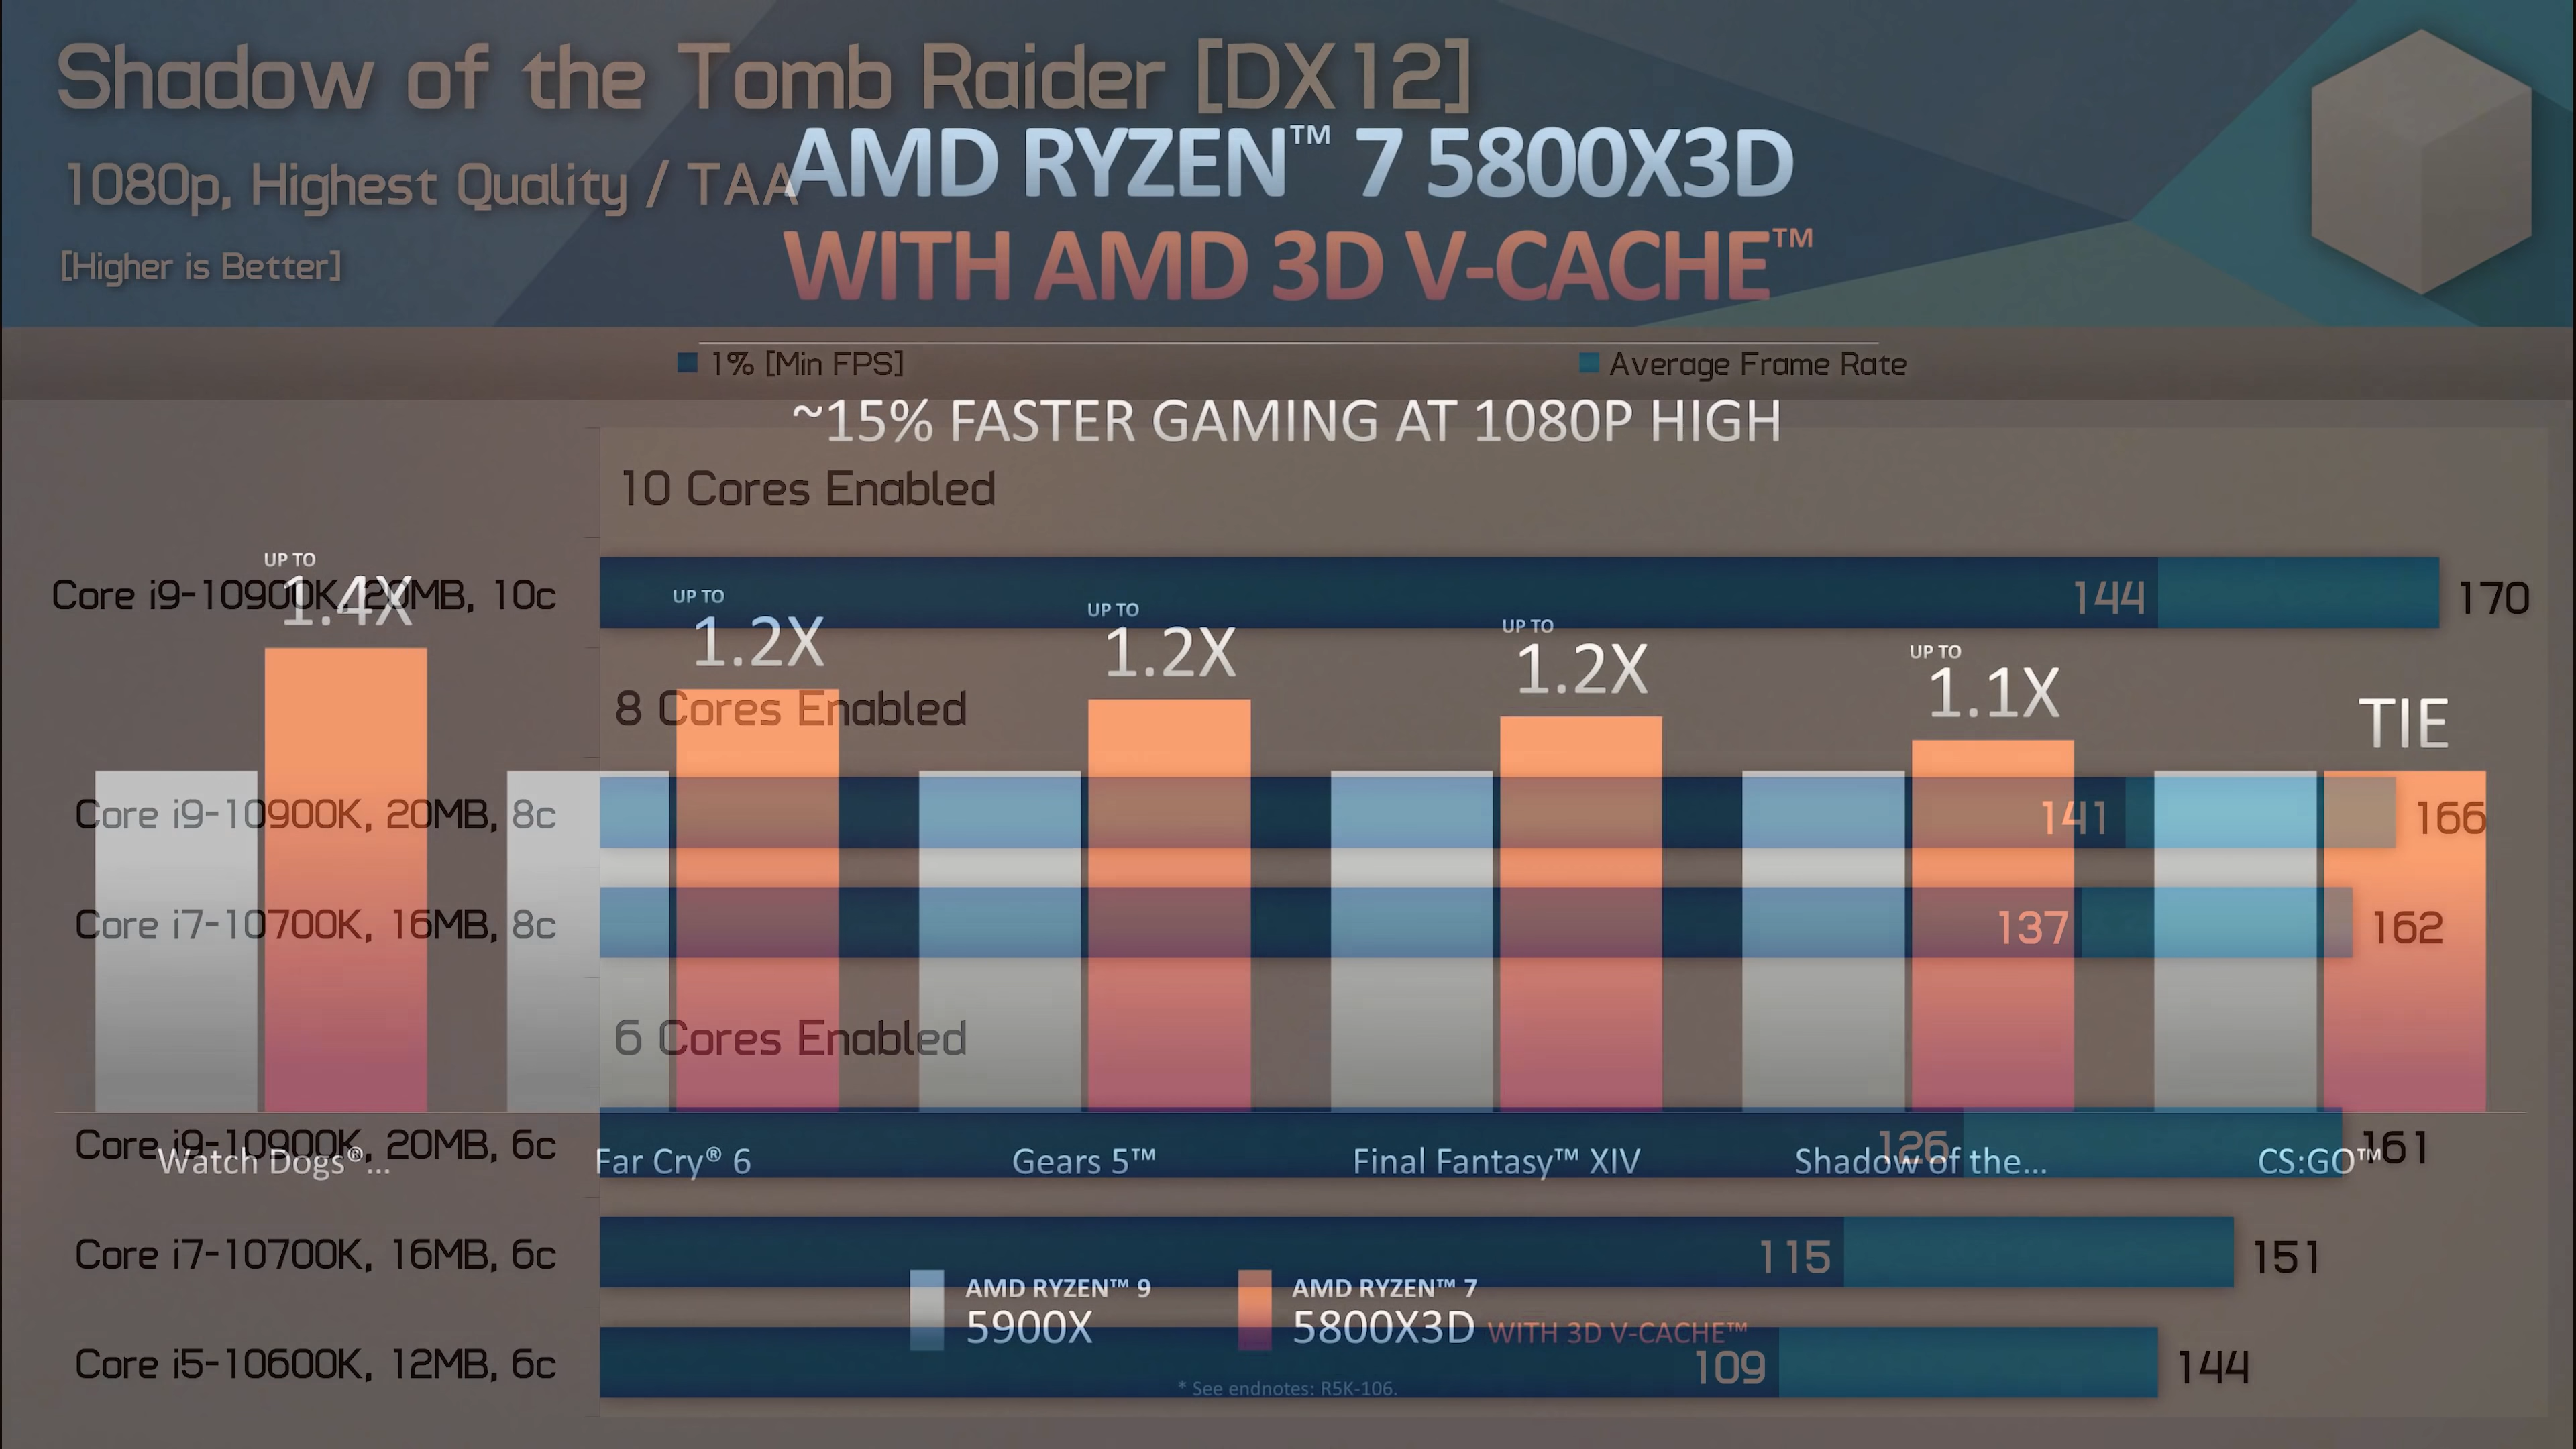 Shadow of the Tomb Raider [DX12]
AMD RYZEN™ 7 5800X3D
1080p, Highest Quality / TAA
WITH AMD 3D V-CACHE™
[Higher is Better]
1% [Min FPS] Average Frame Rate
~15% FASTER GAMING AT 1080P HIGH
10 Cores Enabled
UP TO
1.4X
Core i9-10900K, 20MB, 10c 144 170
UP TO
1.2X
UP TO
1.2X
UP TO
1.2X
UP TO
1.1X
TIE
8 Cores Enabled
Core i9-10900K, 20MB, 8c 141 166
Core i7-10700K, 16MB, 8c 137 162
6 Cores Enabled
Core i9-10900K, 20MB, 6c 126 161
Watch Dogs®... Far Cry® 6 Gears 5™ Final Fantasy™ XIV Shadow of the... CS:GO™
Core i7-10700K, 16MB, 6c 115 151
AMD RYZEN™ 9
5900X
AMD RYZEN™ 7
5800X3D WITH 3D V-CACHE™
Core i5-10600K, 12MB, 6c 109 144
* See endnotes: R5K-106.